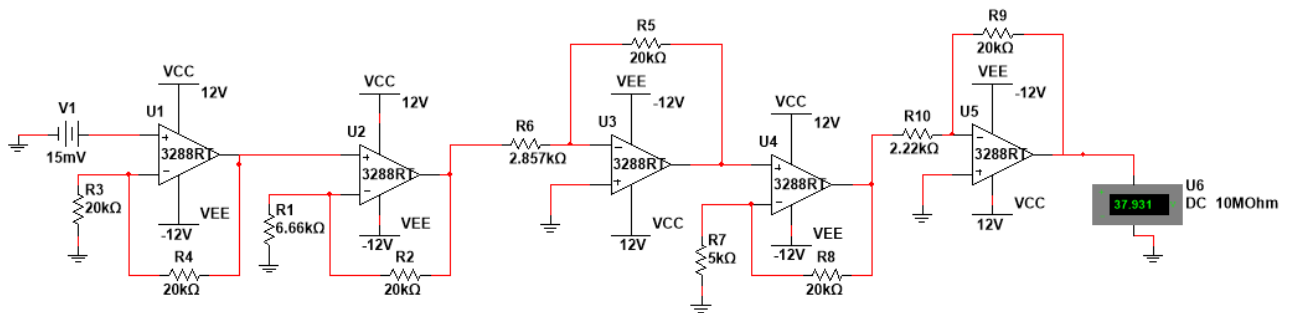 V1
15mV
R3
20kΩ
U1
VCC
12V
3288RT
VEE
-12V
R4
20kΩ
U2
VCC
12V
3288RT
VEE
-12V
R1
6.66kΩ
R2
20kΩ
R6
2.857kΩ
R5
20kΩ
U3
VEE
-12V
3288RT
VCC
12V
U4
VCC
12V
3288RT
VEE
-12V
R7
5kΩ
R8
20kΩ
R10
2.22kΩ
R9
20kΩ
U5
VEE
-12V
3288RT
VCC
12V
U6
37.931
DC 10MOhm